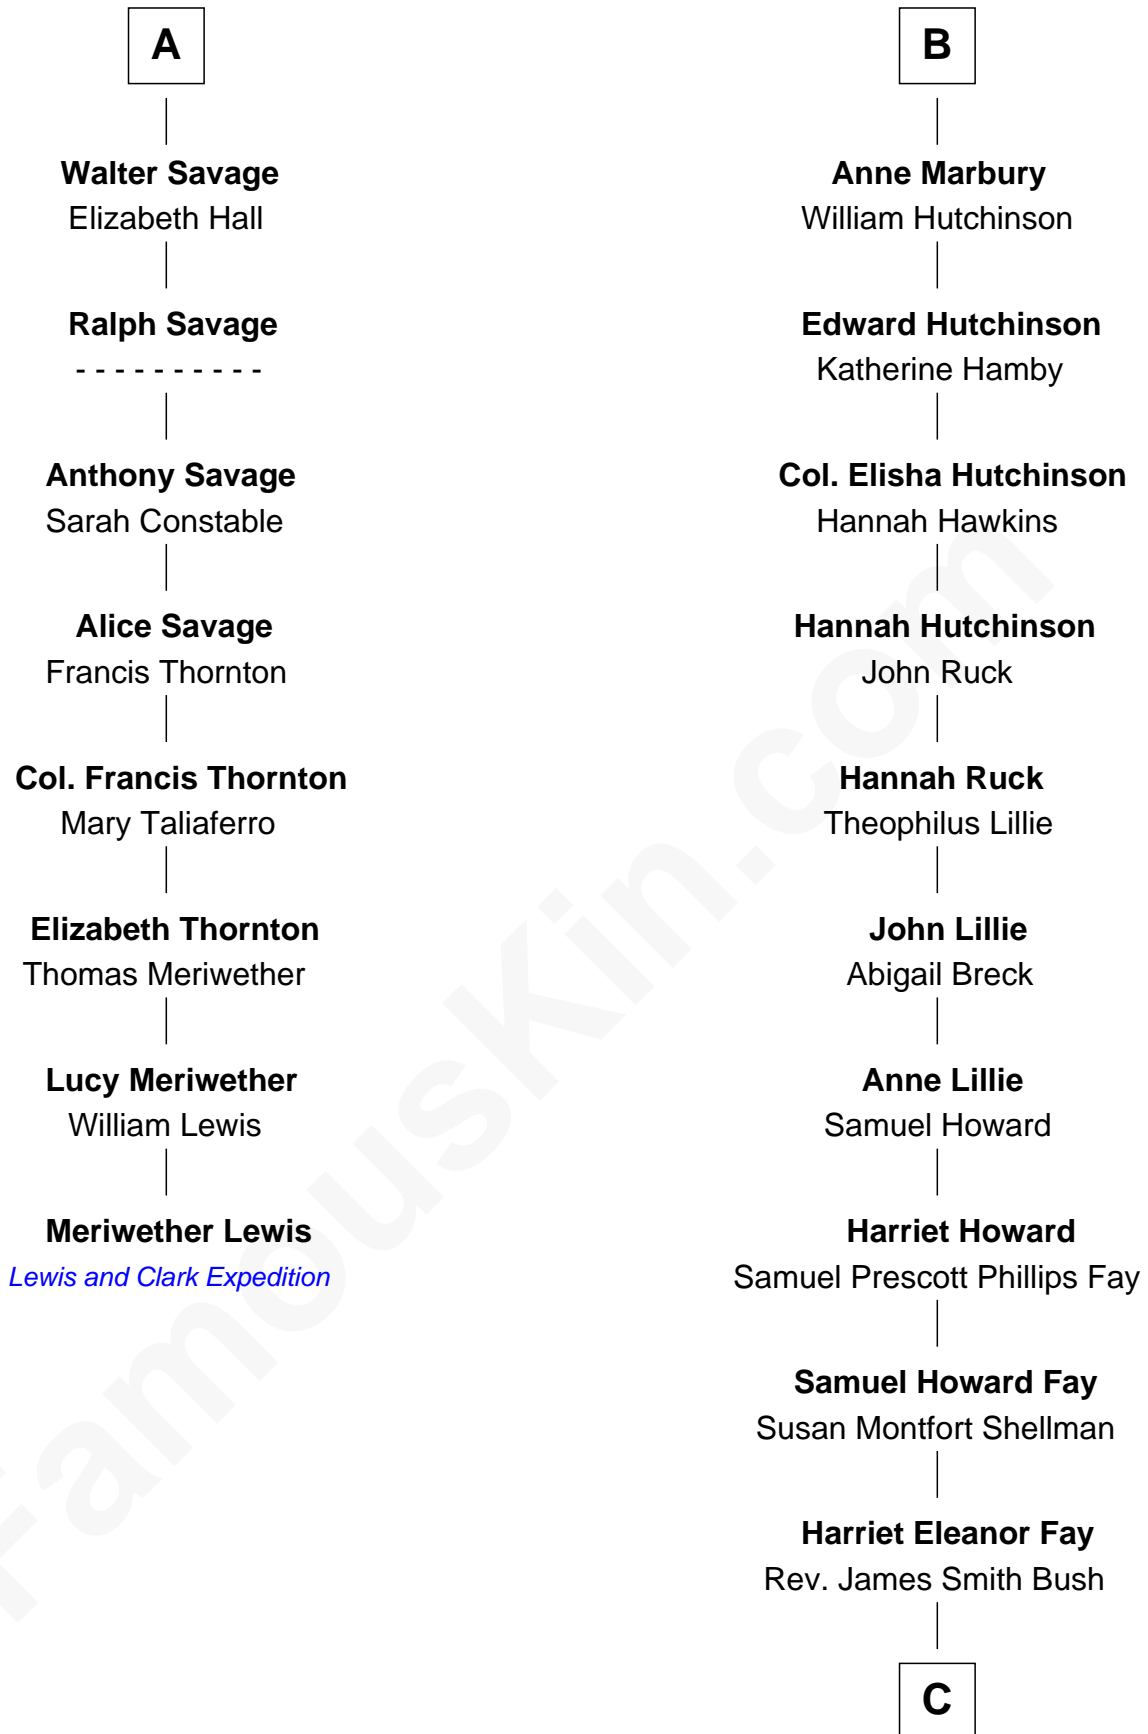 A
Walter Savage
Elizabeth Hall
Ralph Savage
- - - - - - - - - -
Anthony Savage
Sarah Constable
Alice Savage
Francis Thornton
Col. Francis Thornton
Mary Taliaferro
Elizabeth Thornton
Thomas Meriwether
Lucy Meriwether
William Lewis
Meriwether Lewis
Lewis and Clark Expedition
B
Anne Marbury
William Hutchinson
Edward Hutchinson
Katherine Hamby
Col. Elisha Hutchinson
Hannah Hawkins
Hannah Hutchinson
John Ruck
Hannah Ruck
Theophilus Lillie
John Lillie
Abigail Breck
Anne Lillie
Samuel Howard
Harriet Howard
Samuel Prescott Phillips Fay
Samuel Howard Fay
Susan Montfort Shellman
Harriet Eleanor Fay
Rev. James Smith Bush
C
FamousKin.com